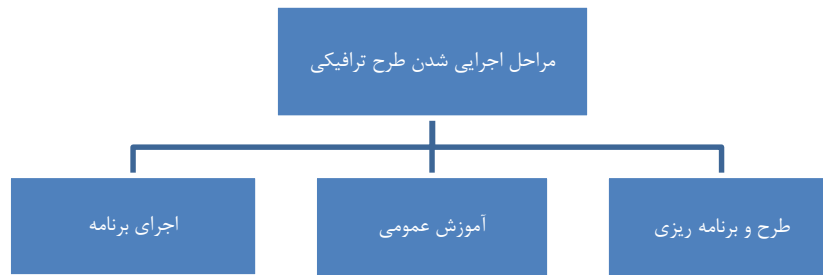 مراحل اجرایی شدن طرح ترافیکی
طرح و برنامه ریزی
آموزش عمومی
اجرای برنامه